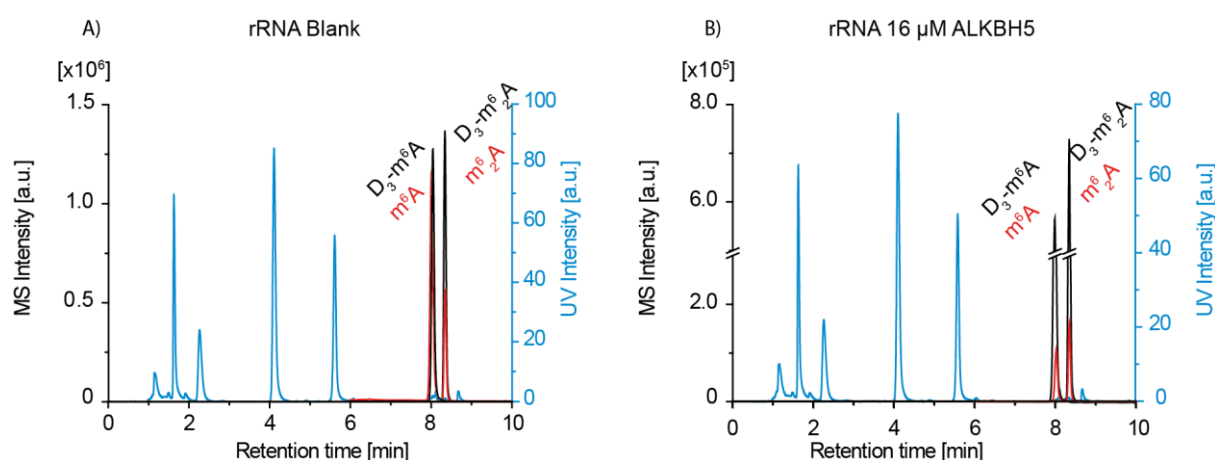 A) rRNA Blank
[x10⁶]
1.5
1.0
0.5
0
MS Intensity [a.u.]
100
80
60
40
20
0
UV Intensity [a.u.]
D₃-m⁶A
m⁶A
D₃-m⁶₂A
m⁶₂A
0 2 4 6 8 10
Retention time [min]
B) rRNA 16 µM ALKBH5
[x10⁵]
8.0
6.0
2.0
0
MS Intensity [a.u.]
80
60
40
20
0
UV Intensity [a.u.]
D₃-m⁶A
m⁶A
D₃-m⁶₂A
m⁶₂A
0 2 4 6 8 10
Retention time [min]